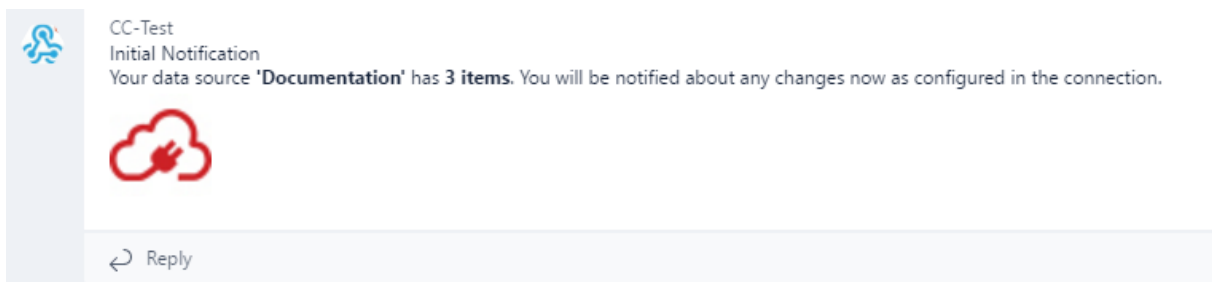 CC-Test
Initial Notification
Your data source 'Documentation' has 3 items. You will be notified about any changes now as configured in the connection.
Reply